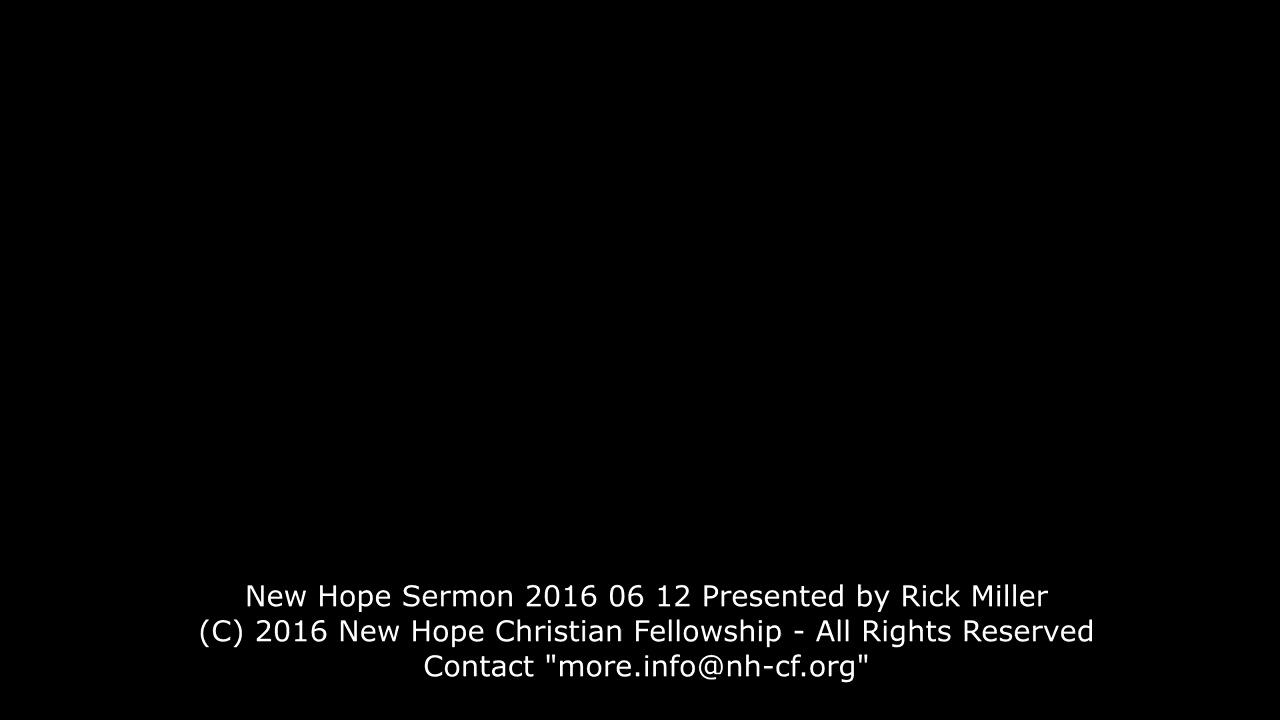 New Hope Sermon 2016 06 12 Presented by Rick Miller
(C) 2016 New Hope Christian Fellowship - All Rights Reserved
Contact "more.info@nh-cf.org"